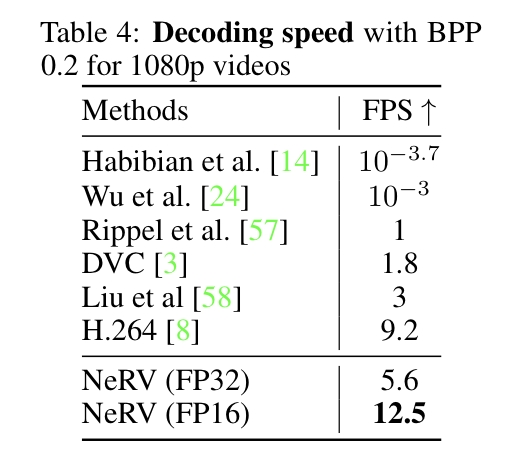 Table 4: Decoding speed with BPP
0.2 for 1080p videos
Methods FPS ↑
Habibian et al. [14] 10^{-3.7}
Wu et al. [24] 10^{-3}
Rippel et al. [57] 1
DVC [3] 1.8
Liu et al [58] 3
H.264 [8] 9.2
NeRV (FP32) 5.6
NeRV (FP16) 12.5